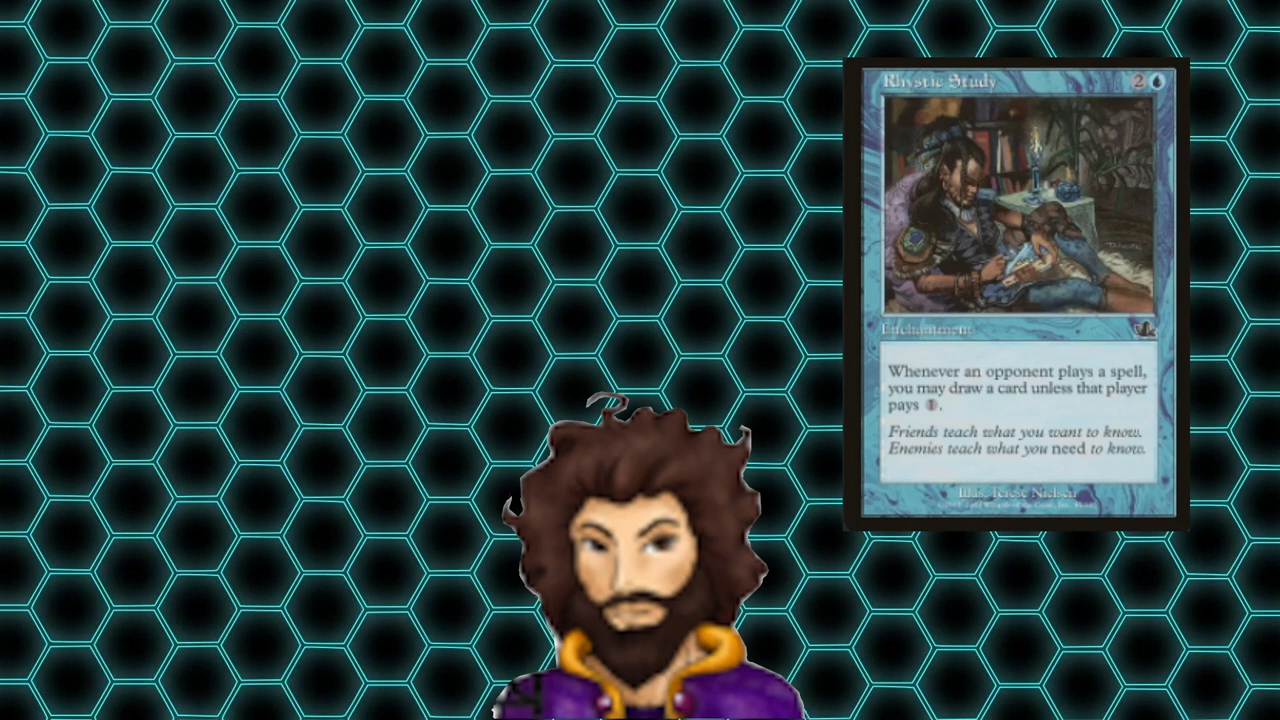 Rhystic Study 2
Enchantment
Whenever an opponent plays a spell,
you may draw a card unless that player
pays 1.
Friends teach what you want to know.
Enemies teach what you need to know.
Illus. Terese Nielsen